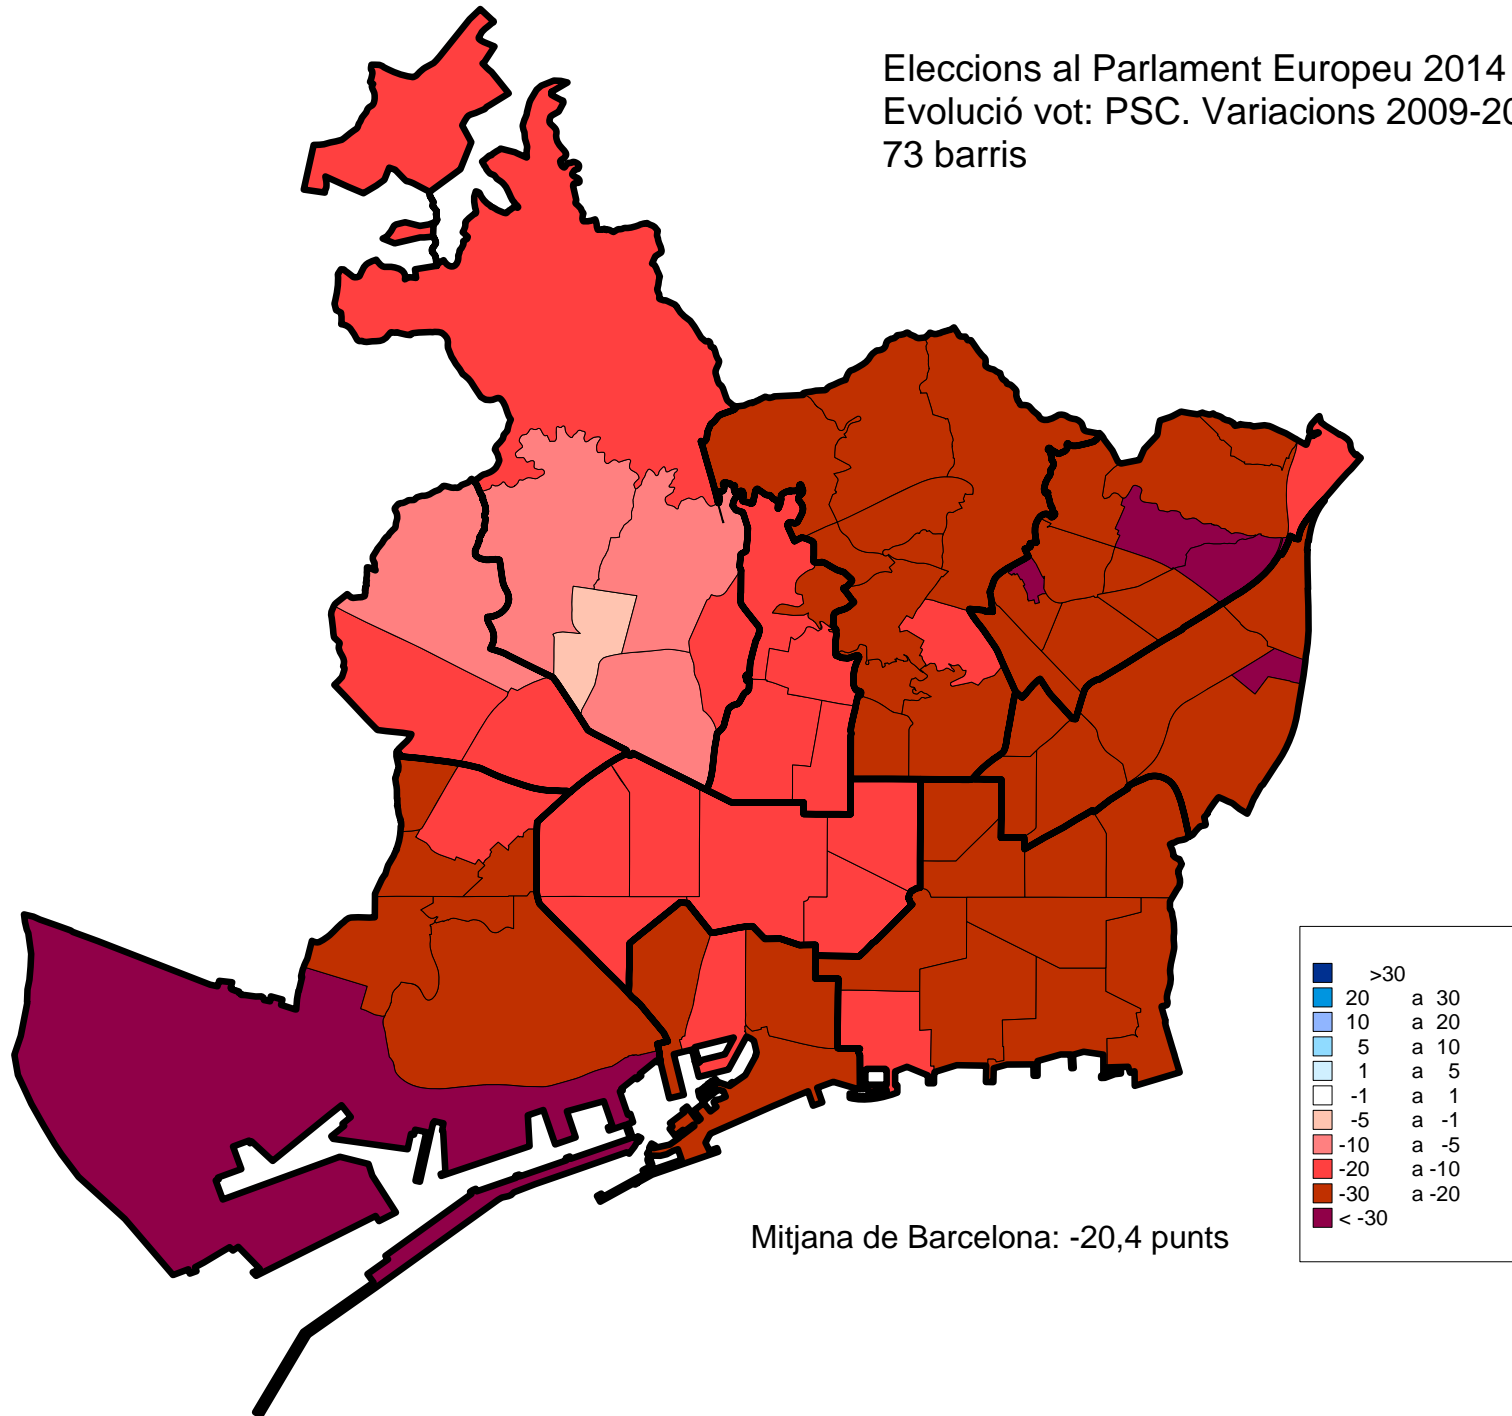 Eleccions al Parlament Europeu 2014
Evolució vot: PSC. Variacions 2009-20
73 barris
>30
20 a 30
10 a 20
5 a 10
1 a 5
-1 a 1
-5 a -1
-10 a -5
-20 a -10
-30 a -20
< -30
Mitjana de Barcelona: -20,4 punts